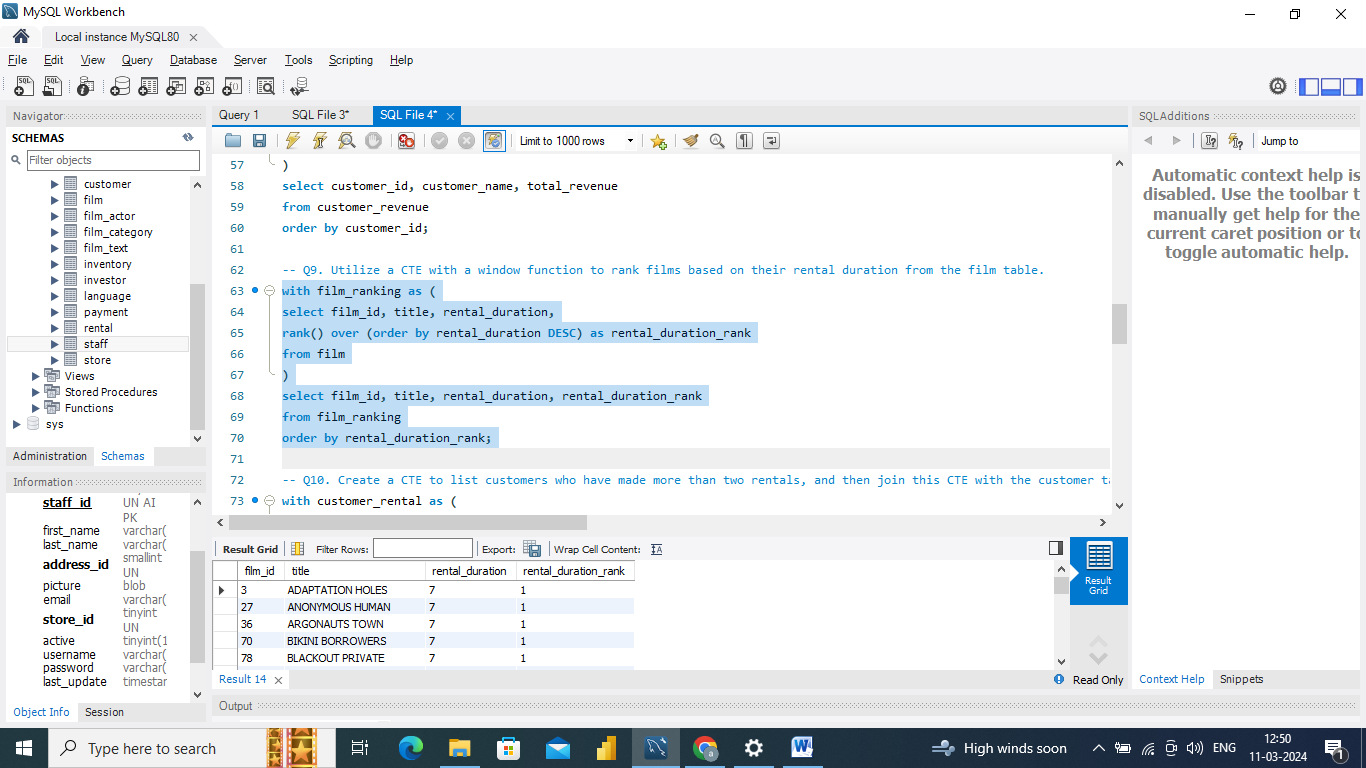 MySQL Workbench
Local instance MySQL80
File Edit View Query Database Server Tools Scripting Help
Navigator
SCHEMAS
Filter objects
customer
film
film_actor
film_category
film_text
inventory
investor
language
payment
rental
staff
store
Views
Stored Procedures
Functions
sys
Administration Schemas
Information
staff_id UN AI
PK
first_name varchar(
last_name varchar(
address_id smallint
UN
picture blob
email varchar(
store_id tinyint
UN
active tinyint(1
username varchar(
password varchar(
last_update timestar
Object Info Session
Query 1 SQL File 3* SQL File 4*
Limit to 1000 rows
57 )
58 select customer_id, customer_name, total_revenue
59 from customer_revenue
60 order by customer_id;
61
62 -- Q9. Utilize a CTE with a window function to rank films based on their rental duration from the film table.
63 with film_ranking as (
64 select film_id, title, rental_duration,
65 rank() over (order by rental_duration DESC) as rental_duration_rank
66 from film
67 )
68 select film_id, title, rental_duration, rental_duration_rank
69 from film_ranking
70 order by rental_duration_rank;
71
72 -- Q10. Create a CTE to list customers who have made more than two rentals, and then join this CTE with the customer ta
73 with customer_rental as (
Result Grid Filter Rows: Export: Wrap Cell Content:
film_id title rental_duration rental_duration_rank
3 ADAPTATION HOLES 7 1
27 ANONYMOUS HUMAN 7 1
36 ARGONAUTS TOWN 7 1
70 BIKINI BORROWERS 7 1
78 BLACKOUT PRIVATE 7 1
Result Grid
Result 14
Read Only
Output
SQLAdditions
Jump to
Automatic context help is
disabled. Use the toolbar t
manually get help for the
current caret position or to
toggle automatic help.
Context Help Snippets
Type here to search
High winds soon
ENG
12:50
11-03-2024
1